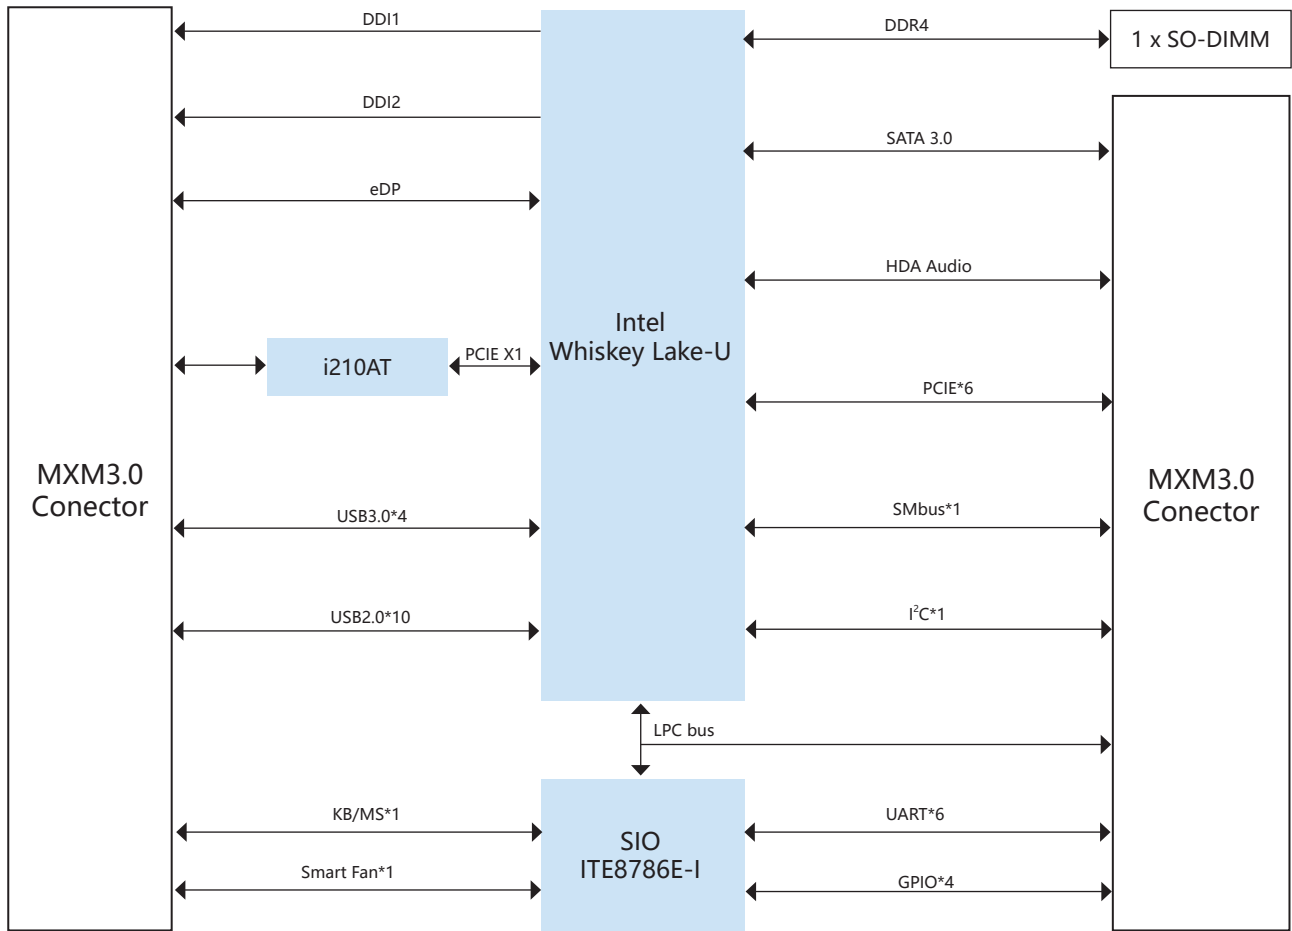 DDI1
DDR4
1 x SO-DIMM
DDI2
SATA 3.0
eDP
HDA Audio
Intel
Whiskey Lake-U
i210AT
PCIE X1
PCIE*6
MXM3.0
Conector
MXM3.0
Conector
USB3.0*4
SMbus*1
USB2.0*10
I²C*1
LPC bus
KB/MS*1
UART*6
SIO
ITE8786E-I
Smart Fan*1
GPIO*4